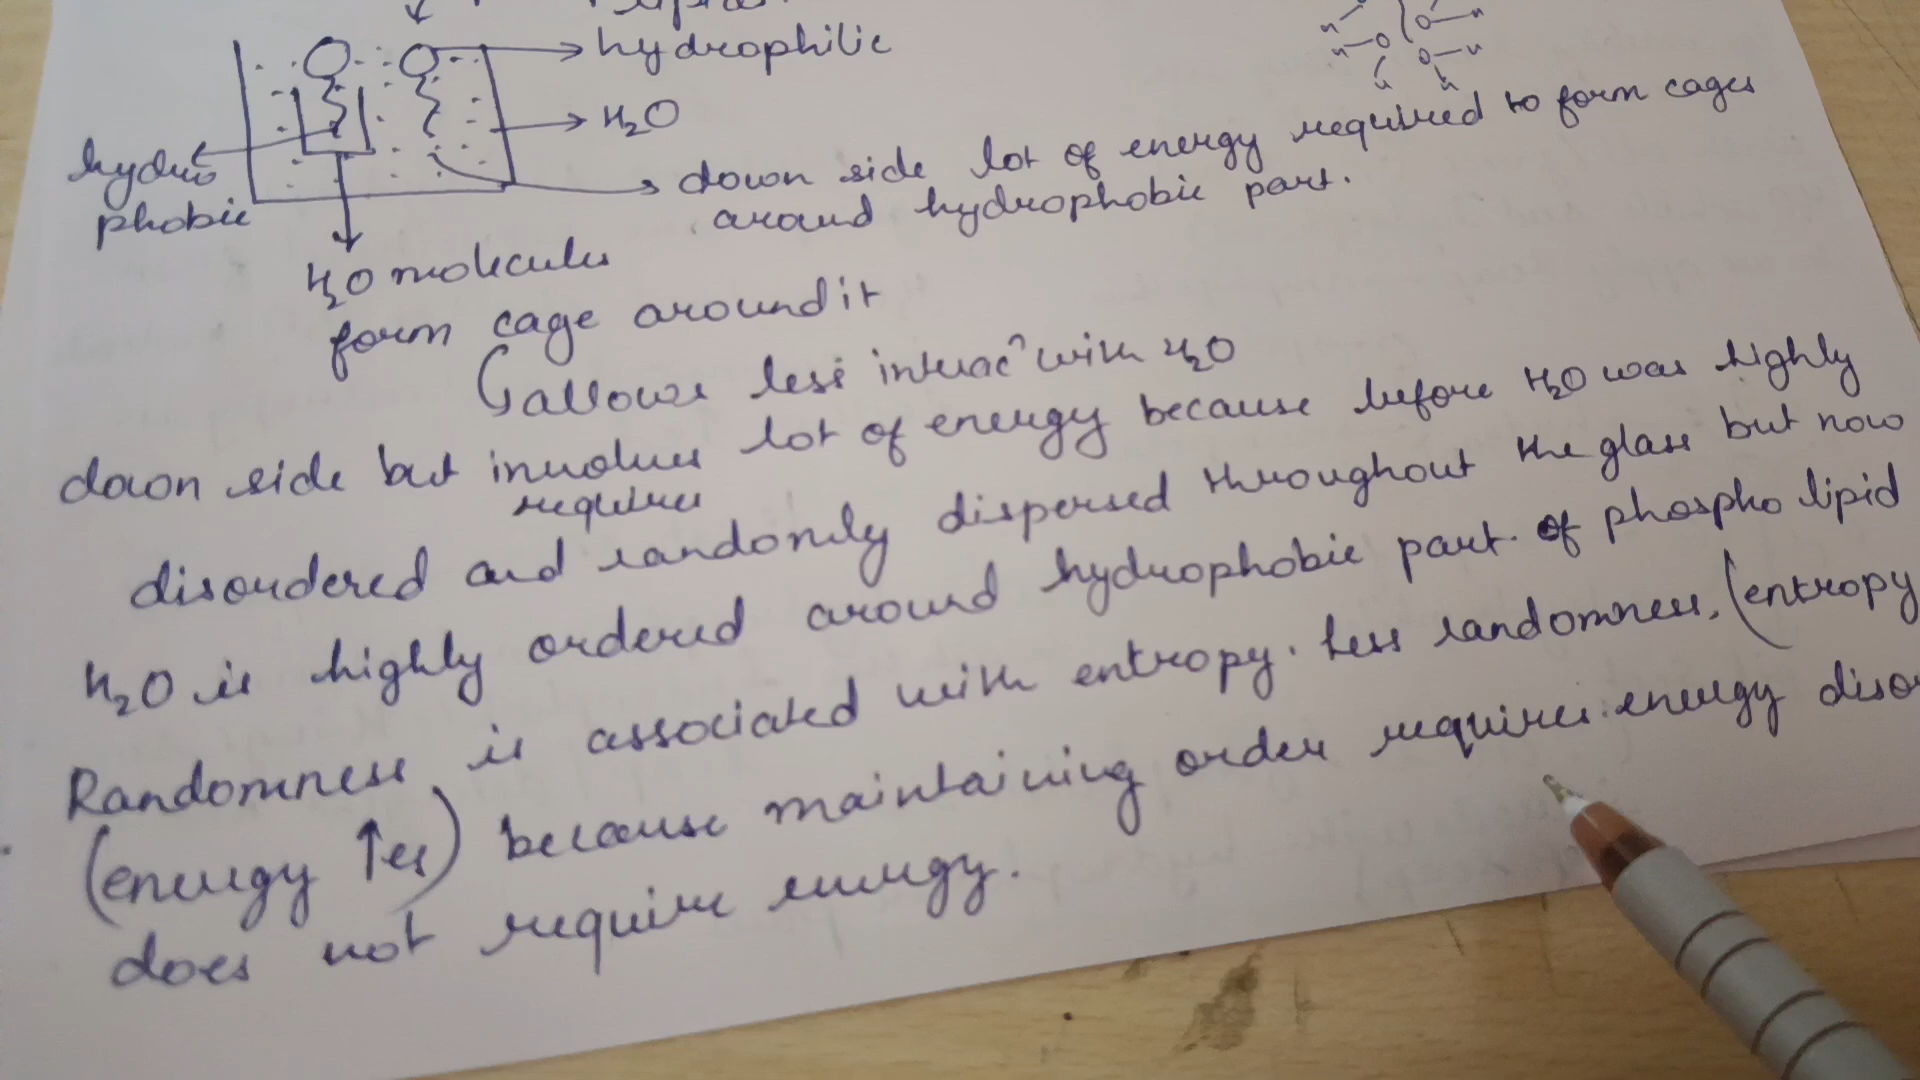 hydrophilic
H₂O
hydro
phobic
down side lot of energy required to form cages
around hydrophobic part.
H₂O molecules
form cage around it
allows less interacⁿ with H₂O
down side but involves lot of energy because before H₂O was highly
requires
disordered and randomly dispersed throughout the glass but now
H₂O is highly ordered around hydrophobic part of phospho lipid
Randomness is associated with entropy. Less randomness, (entropy
(energy ↑es) because maintaining order requires energy
does not require energy.